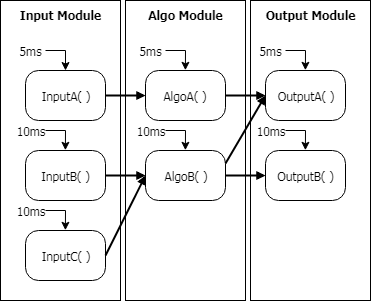 Input Module
Algo Module
Output Module
5ms
5ms
5ms
InputA( )
AlgoA( )
OutputA( )
10ms
10ms
10ms
InputB( )
AlgoB( )
OutputB( )
10ms
InputC( )